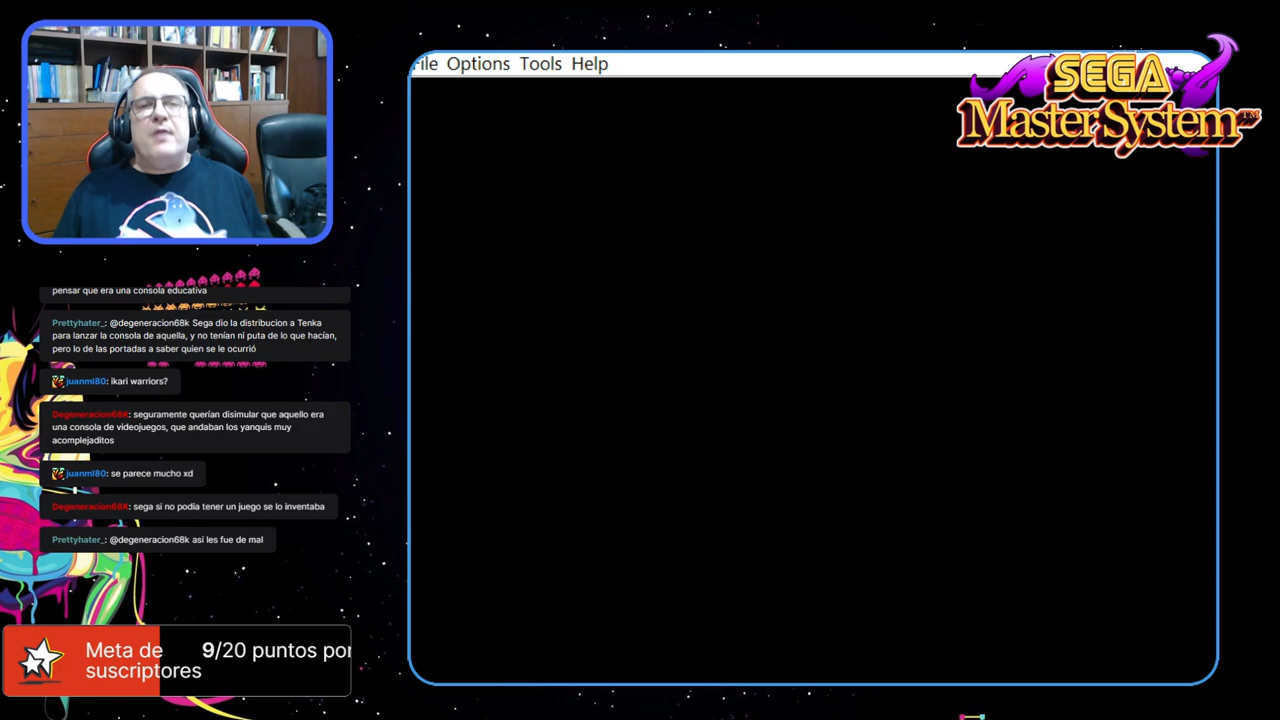 File Options Tools Help
SEGA
Master System™
pensar que era una consola educativa
Prettyhater_: @degeneracion68k Sega dio la distribucion a Tenka
para lanzar la consola de aquella, y no tenían ni puta de lo que hacían,
pero lo de las portadas a saber quien se le ocurrió
juanml80: ikari warriors?
Degeneracion68K: seguramente querían disimular que aquello era
una consola de videojuegos, que andaban los yanquis muy
acomplejaditos
juanml80: se parece mucho xd
Degeneracion68K: sega si no podia tener un juego se lo inventaba
Prettyhater_: @degeneracion68k asi les fue de mal
Meta de
suscriptores
9/20 puntos por